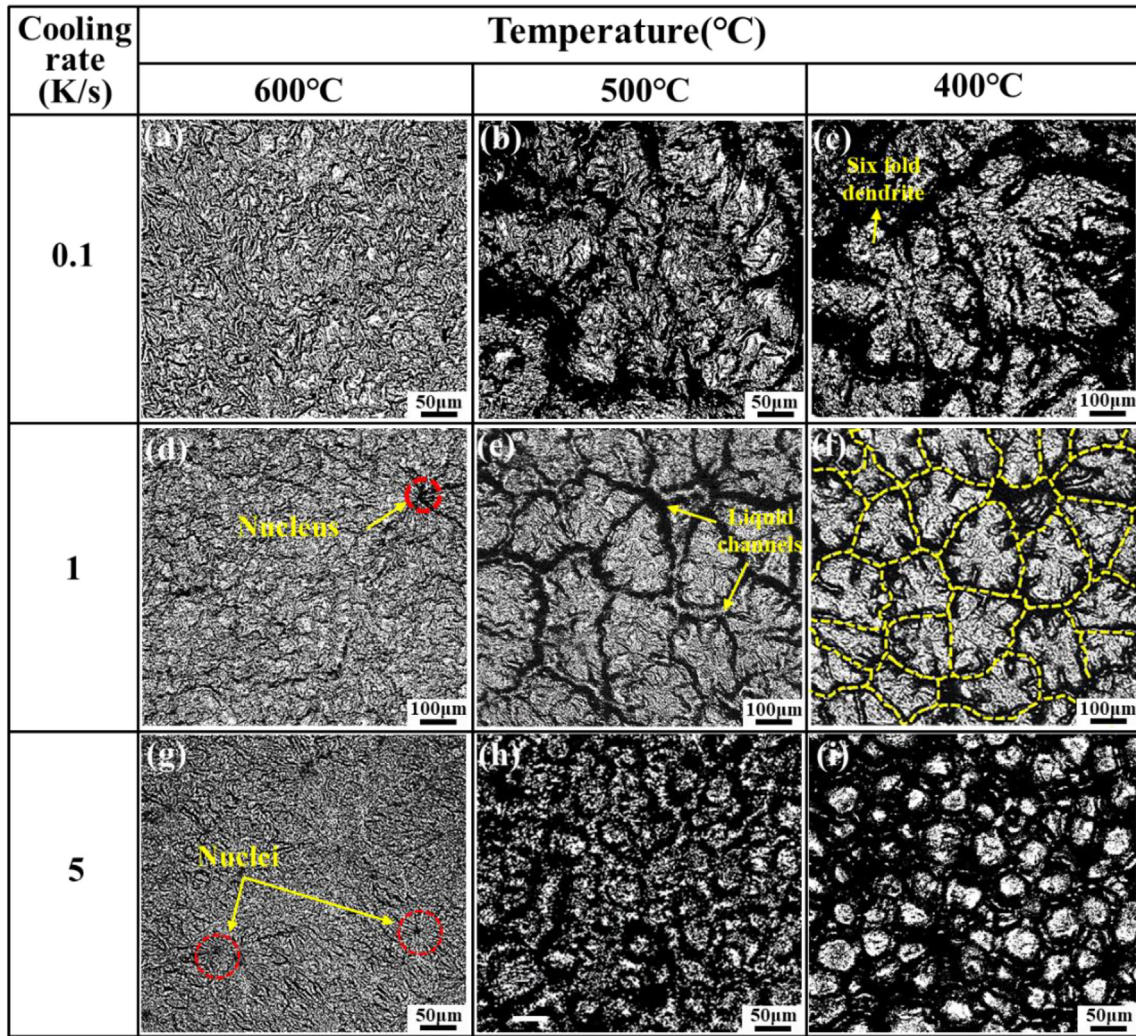 Cooling
rate
(K/s)
Temperature(°C)
600°C
500°C
400°C
0.1
(a)
50μm
(b)
50μm
(c)
Six fold
dendrite
100μm
1
(d)
Nucleus
100μm
(e)
Liquid
channels
100μm
(f)
100μm
5
(g)
Nuclei
50μm
(h)
50μm
(i)
50μm